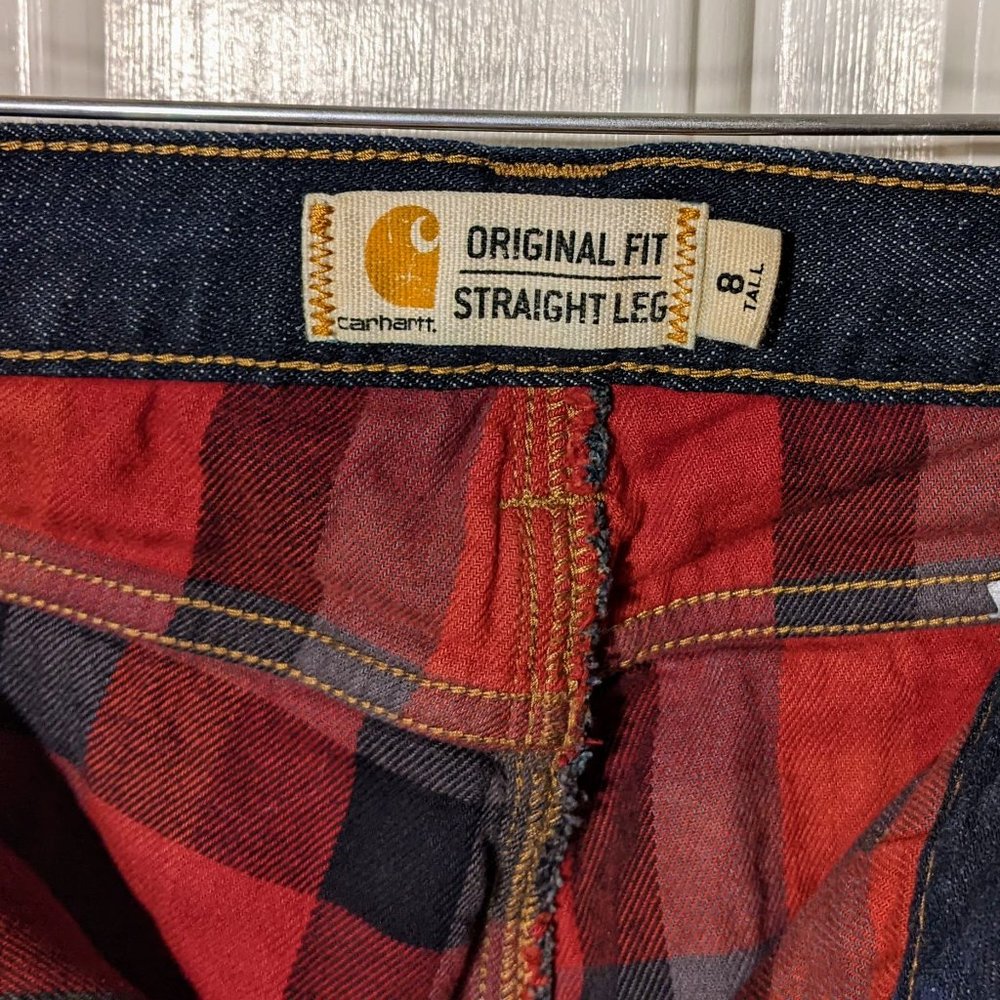 carhartt.
ORIGINAL FIT
STRAIGHT LEG
8
TALL